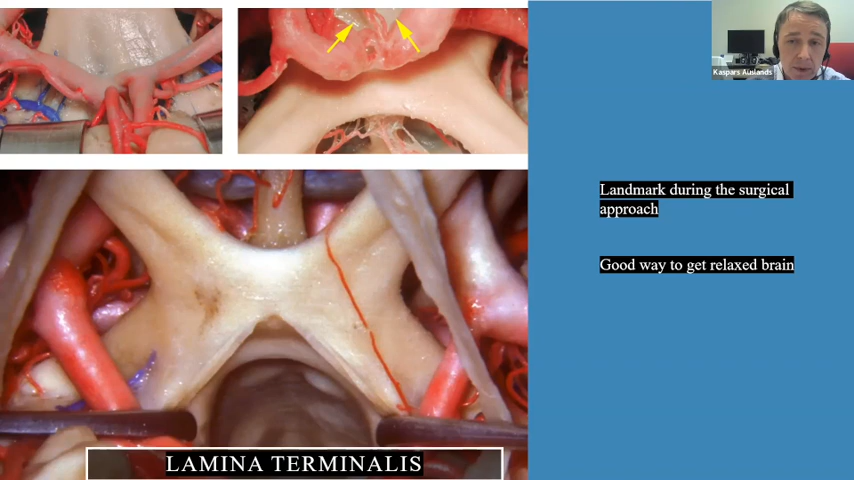 Kaspars Auslands
Landmark during the surgical
approach
Good way to get relaxed brain
LAMINA TERMINALIS